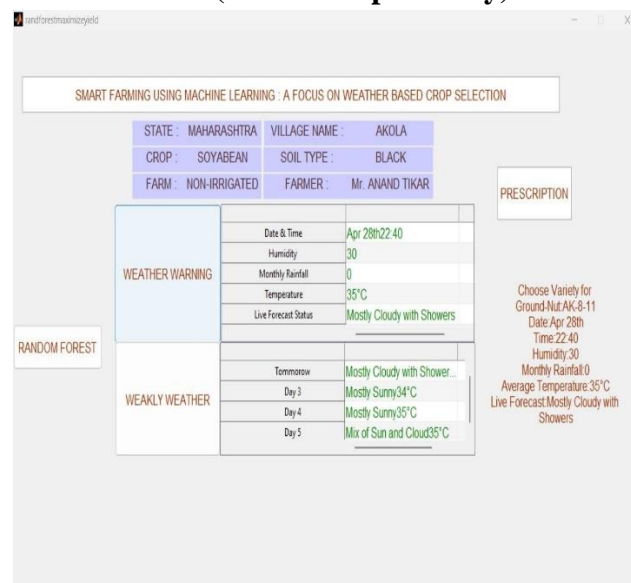 randforestmaximizeyield
SMART FARMING USING MACHINE LEARNING : A FOCUS ON WEATHER BASED CROP SELECTION
STATE : MAHARASHTRA VILLAGE NAME : AKOLA
CROP : SOYABEAN SOIL TYPE : BLACK
FARM : NON-IRRIGATED FARMER : Mr. ANAND TIKAR
PRESCRIPTION
WEATHER WARNING
Date & Time Apr 28th22:40
Humidity 30
Monthly Rainfall 0
Temperature 35°C
Live Forecast Status Mostly Cloudy with Showers
RANDOM FOREST
WEAKLY WEATHER
Tommorow Mostly Cloudy with Shower...
Day 3 Mostly Sunny34°C
Day 4 Mostly Sunny35°C
Day 5 Mix of Sun and Cloud35°C
Choose Variety for
Ground-Nut:AK-8-11
Date:Apr 28th
Time:22:40
Humidity:30
Monthly Rainfall:0
Average Temperature:35°C
Live Forecast:Mostly Cloudy with
Showers